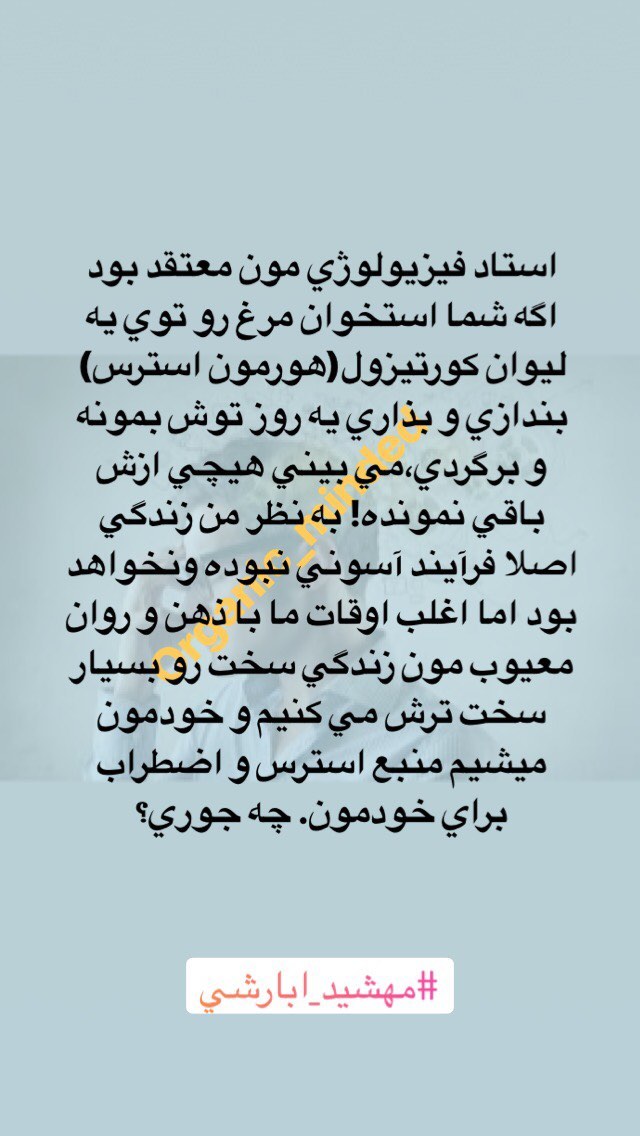 استاد فيزيولوژي مون معتقد بود
اگه شما استخوان مرغ رو توي يه
ليوان كورتيزول(هورمون استرس)
بندازي و بذاري يه روز توش بمونه
و برگردي،مي بيني هيچي ازش
باقي نمونده! به نظر من زندگي
اصلا فرآيند آسوني نبوده ونخواهد
بود اما اغلب اوقات ما با ذهن و روان
معيوب مون زندگي سخت رو بسيار
سخت ترش مي كنيم و خودمون
ميشيم منبع استرس و اضطراب
براي خودمون. چه جوري؟
Organic_minded
#مهشيد_ابارشي